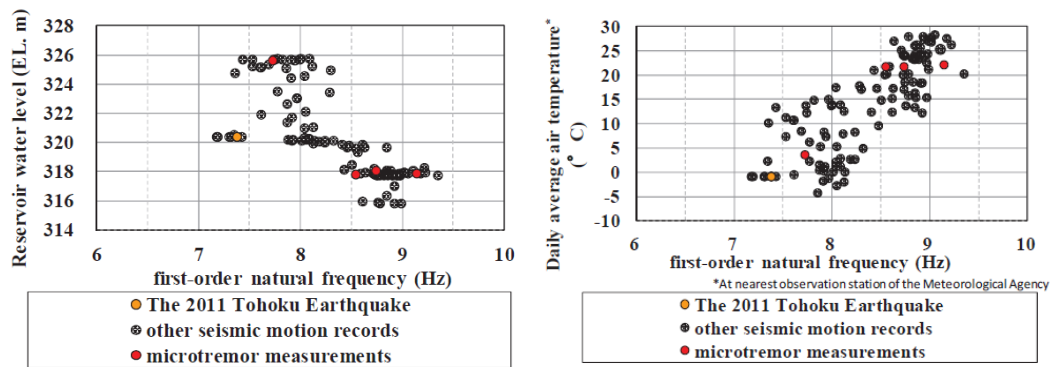 Reservoir water level (EL. m)
328
326
324
322
320
318
316
314
6
7
8
9
10
first-order natural frequency (Hz)
The 2011 Tohoku Earthquake
other seismic motion records
microtremor measurements
Daily average air temperature*
(° C)
30
25
20
15
10
5
0
-5
-10
6
7
8
9
10
first-order natural frequency (Hz)
*At nearest observation station of the Meteorological Agency
The 2011 Tohoku Earthquake
other seismic motion records
microtremor measurements